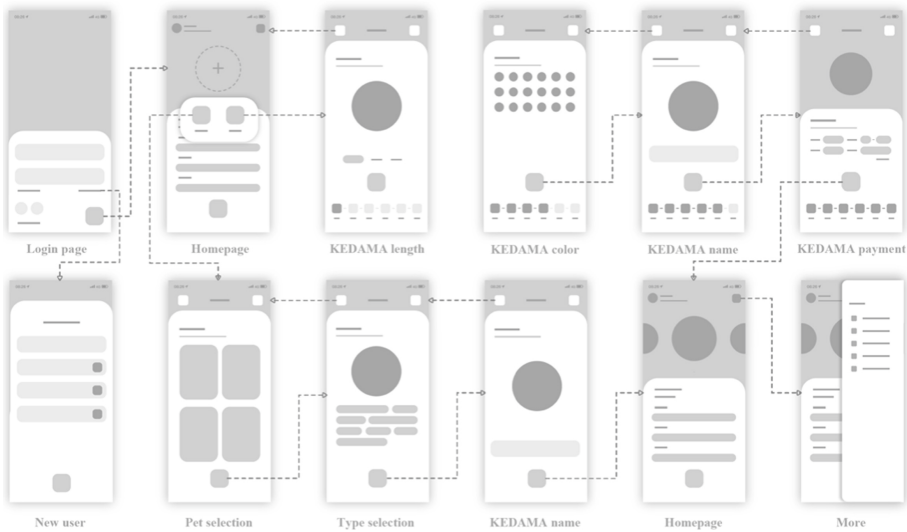 Login page
Homepage
KEDAMA length
KEDAMA color
KEDAMA name
KEDAMA payment
New user
Pet selection
Type selection
KEDAMA name
Homepage
More